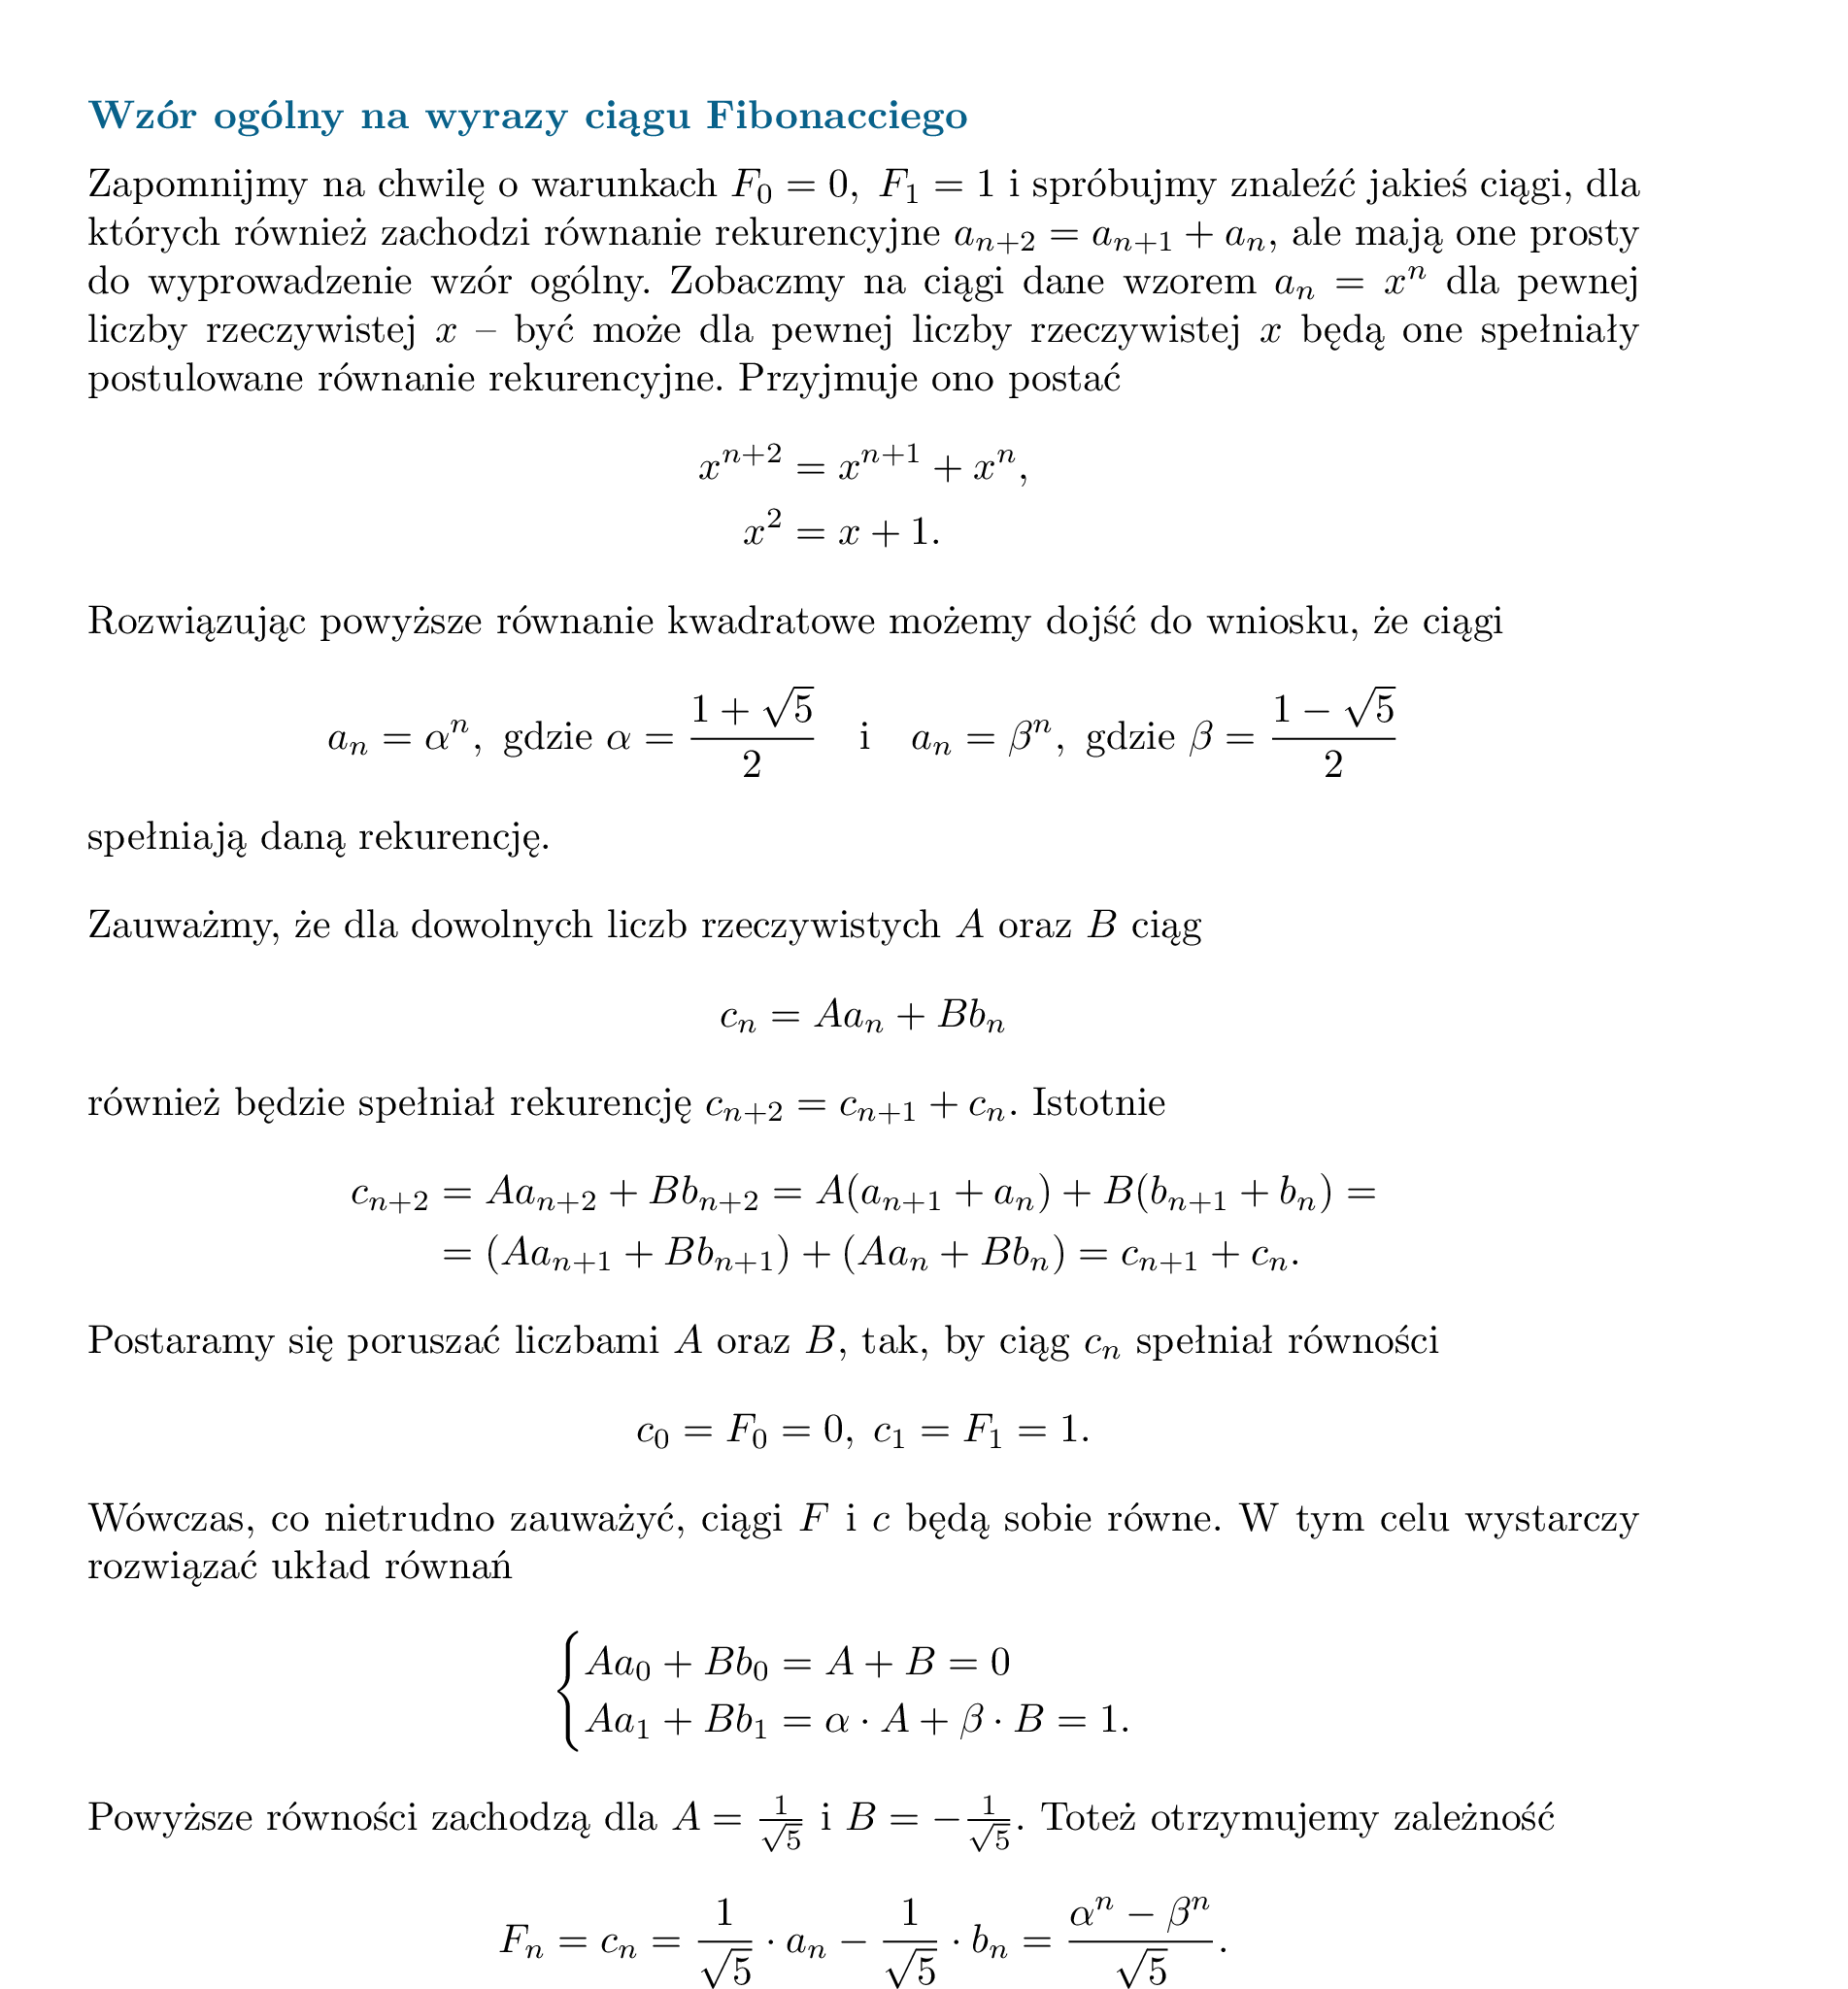 Wzór ogólny na wyrazy ciągu Fibonacciego
Zapomnijmy na chwilę o warunkach $F_0 = 0,\ F_1 = 1$ i spróbujmy znaleźć jakieś ciągi, dla
których również zachodzi równanie rekurencyjne $a_{n+2} = a_{n+1} + a_n$, ale mają one prosty
do wyprowadzenie wzór ogólny. Zobaczmy na ciągi dane wzorem $a_n = x^n$ dla pewnej
liczby rzeczywistej $x$ – być może dla pewnej liczby rzeczywistej $x$ będą one spełniały
postulowane równanie rekurencyjne. Przyjmuje ono postać
$x^{n+2} = x^{n+1} + x^n,$
$x^2 = x + 1.$
Rozwiązując powyższe równanie kwadratowe możemy dojść do wniosku, że ciągi
$a_n = \alpha^n,\ \text{gdzie } \alpha = \frac{1 + \sqrt{5}}{2} \quad \text{i} \quad a_n = \beta^n,\ \text{gdzie } \beta = \frac{1 - \sqrt{5}}{2}$
spełniają daną rekurencję.
Zauważmy, że dla dowolnych liczb rzeczywistych $A$ oraz $B$ ciąg
$c_n = Aa_n + Bb_n$
również będzie spełniał rekurencję $c_{n+2} = c_{n+1} + c_n$. Istotnie
$c_{n+2} = Aa_{n+2} + Bb_{n+2} = A(a_{n+1} + a_n) + B(b_{n+1} + b_n) =$
$= (Aa_{n+1} + Bb_{n+1}) + (Aa_n + Bb_n) = c_{n+1} + c_n.$
Postaramy się poruszać liczbami $A$ oraz $B$, tak, by ciąg $c_n$ spełniał równości
$c_0 = F_0 = 0,\ c_1 = F_1 = 1.$
Wówczas, co nietrudno zauważyć, ciągi $F$ i $c$ będą sobie równe. W tym celu wystarczy
rozwiązać układ równań
$\begin{cases} Aa_0 + Bb_0 = A + B = 0 \\ Aa_1 + Bb_1 = \alpha \cdot A + \beta \cdot B = 1. \end{cases}$
Powyższe równości zachodzą dla $A = \frac{1}{\sqrt{5}}$ i $B = -\frac{1}{\sqrt{5}}$. Toteż otrzymujemy zależność
$F_n = c_n = \frac{1}{\sqrt{5}} \cdot a_n - \frac{1}{\sqrt{5}} \cdot b_n = \frac{\alpha^n - \beta^n}{\sqrt{5}}.$